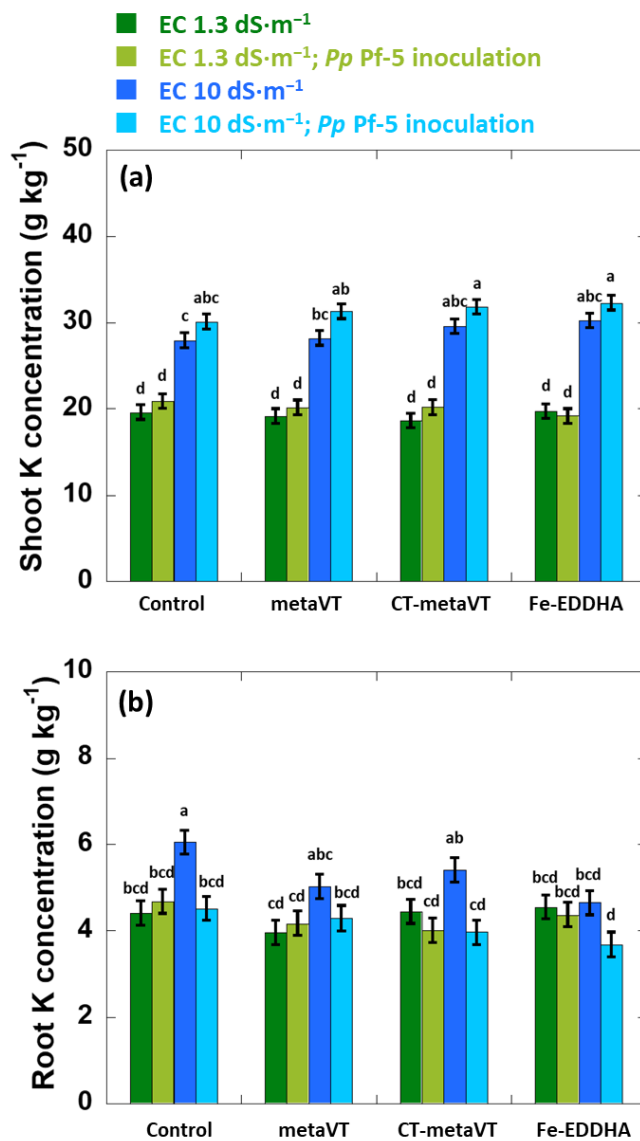 EC 1.3 dS·m⁻¹
EC 1.3 dS·m⁻¹; Pp Pf-5 inoculation
EC 10 dS·m⁻¹
EC 10 dS·m⁻¹; Pp Pf-5 inoculation
(a)
Shoot K concentration (g kg⁻¹)
50
40
30
20
10
0
d d c abc
d d bc ab
d d abc a
d d abc a
Control metaVT CT-metaVT Fe-EDDHA
(b)
Root K concentration (g kg⁻¹)
10
8
6
4
2
0
bcd bcd a bcd
cd cd abc bcd
bcd cd ab cd
bcd bcd bcd d
Control metaVT CT-metaVT Fe-EDDHA